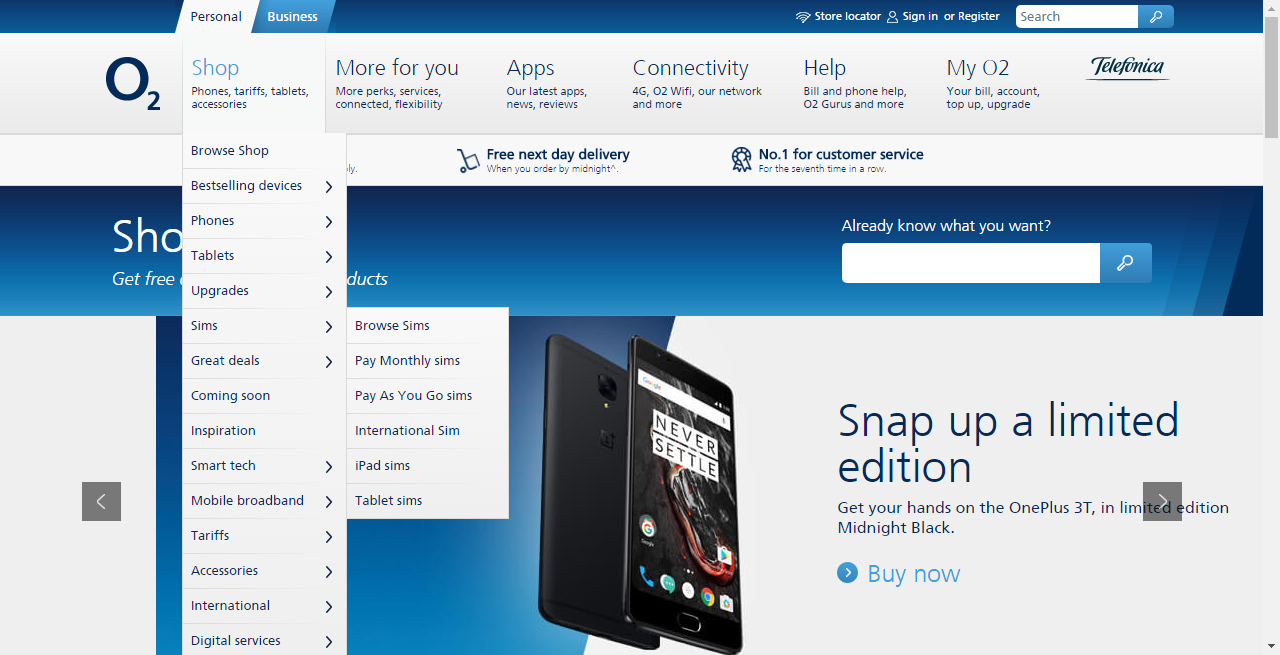 Personal
Business
Store locator
Sign in or Register
Search
O2
Shop
Phones, tariffs, tablets,
accessories
More for you
More perks, services,
connected, flexibility
Apps
Our latest apps,
news, reviews
Connectivity
4G, O2 Wifi, our network
and more
Help
Bill and phone help,
O2 Gurus and more
My O2
Your bill, account,
top up, upgrade
Telefónica
Free next day delivery
When you order by midnight^.
No.1 for customer service
For the seventh time in a row.
Sho
Get free
Already know what you want?
Browse Shop
Bestselling devices
Phones
Tablets
Upgrades
Sims
Great deals
Coming soon
Inspiration
Smart tech
Mobile broadband
Tariffs
Accessories
International
Digital services
Browse Sims
Pay Monthly sims
Pay As You Go sims
International Sim
iPad sims
Tablet sims
Google
NEVER
SETTLE
Snap up a limited
edition
Get your hands on the OnePlus 3T, in limited edition
Midnight Black.
Buy now